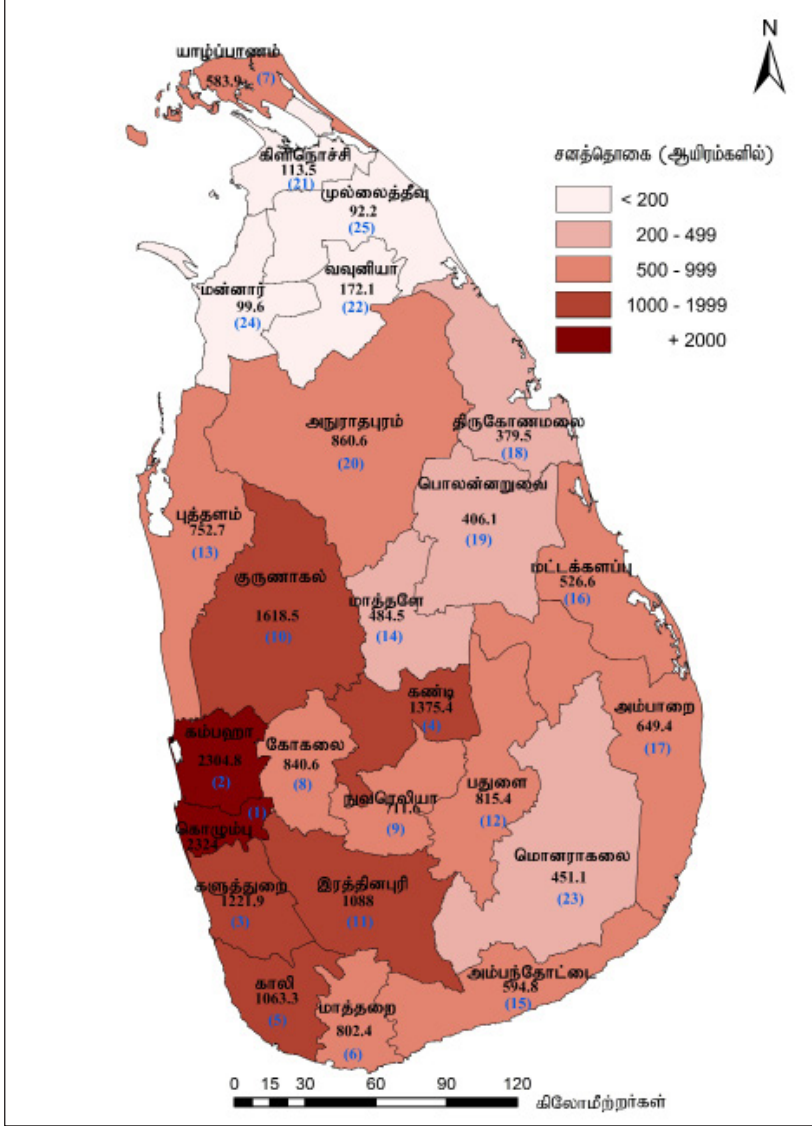 N
யாழ்ப்பாணம்
583.9 (7)
கிளிநொச்சி
113.5
(21)
முல்லைத்தீவு
92.2
(25)
வவுனியா
172.1
(22)
மன்னார்
99.6
(24)
சனத்தொகை (ஆயிரம்களில்)
< 200
200 - 499
500 - 999
1000 - 1999
+ 2000
அநுராதபுரம்
860.6
(20)
திருகோணமலை
379.5
(18)
பொலன்னறுவை
406.1
(19)
புத்தளம்
752.7
(13)
குருணாகல்
1618.5
(10)
மாத்தளே
484.5
(14)
மட்டக்களப்பு
526.6
(16)
கண்டி
1375.4
(4)
அம்பாறை
649.4
(17)
கம்பஹா
2304.8
(2)
கோகலை
840.6
(8)
நுவரெலியா
711.6
(9)
பதுளை
815.4
(12)
(1)
கொழும்பு
2324
மொனராகலை
451.1
(23)
களுத்துறை
1221.9
(3)
இரத்தினபுரி
1088
(11)
காலி
1063.3
(5)
மாத்தறை
802.4
(6)
அம்பந்தோட்டை
594.8
(15)
0 15 30 60 90 120
கிலோமீற்றர்கள்